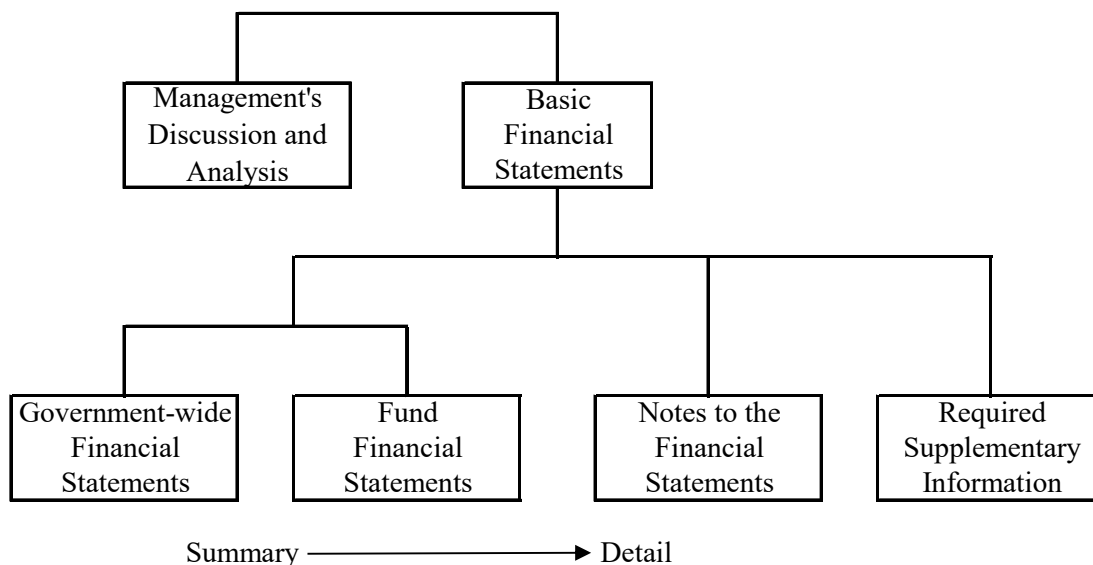 Management's
Discussion and
Analysis
Basic
Financial
Statements
Government-wide
Financial
Statements
Fund
Financial
Statements
Notes to the
Financial
Statements
Required
Supplementary
Information
Summary
Detail